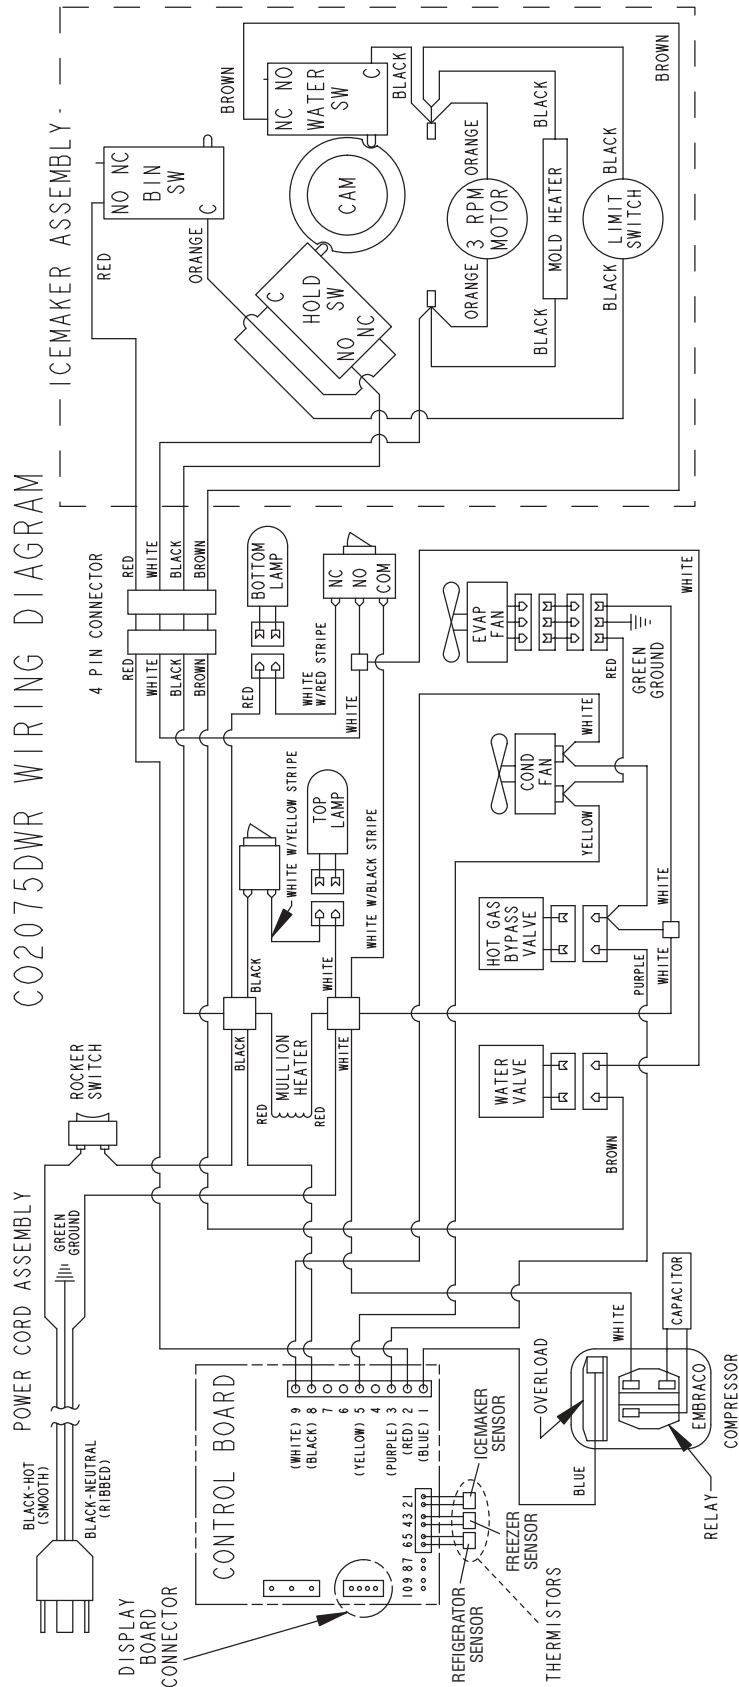 CO2075DWR WIRING DIAGRAM
POWER CORD ASSEMBLY
BLACK-HOT
(SMOOTH)
BLACK-NEUTRAL
(RIBBED)
GREEN
GROUND
ROCKER
SWITCH
4 PIN CONNECTOR
RED
WHITE
BLACK
BROWN
RED
WHITE
BLACK
BROWN
ICEMAKER ASSEMBLY
RED
NO NC
BIN
SW
C
ORANGE
BROWN
NC NO
WATER
SW
C
BLACK
BROWN
CAM
C
HOLD
SW
NO NC
ORANGE
3 RPM
MOTOR
ORANGE
BLACK
MOLD HEATER
BLACK
BLACK
LIMIT
SWITCH
BLACK
BOTTOM
LAMP
RED
WHITE
W/RED STRIPE
NC
NO
COM
WHITE
WHITE
BLACK
WHITE W/YELLOW STRIPE
TOP
LAMP
WHITE
WHITE W/BLACK STRIPE
BLACK
MULLION
HEATER
RED
RED
WHITE
EVAP
FAN
RED
GREEN
GROUND
COND
FAN
WHITE
YELLOW
HOT GAS
BYPASS
VALVE
PURPLE
WHITE
WHITE
WATER
VALVE
BROWN
CONTROL BOARD
(WHITE) 9
(BLACK) 8
7
6
(YELLOW) 5
4
(PURPLE) 3
(RED) 2
(BLUE) 1
10 9 8 7 6 5 4 3 2 1
DISPLAY
BOARD
CONNECTOR
REFIGERATOR
SENSOR
FREEZER
SENSOR
ICEMAKER
SENSOR
THERMISTORS
OVERLOAD
BLUE
WHITE
CAPACITOR
EMBRACO
COMPRESSOR
RELAY